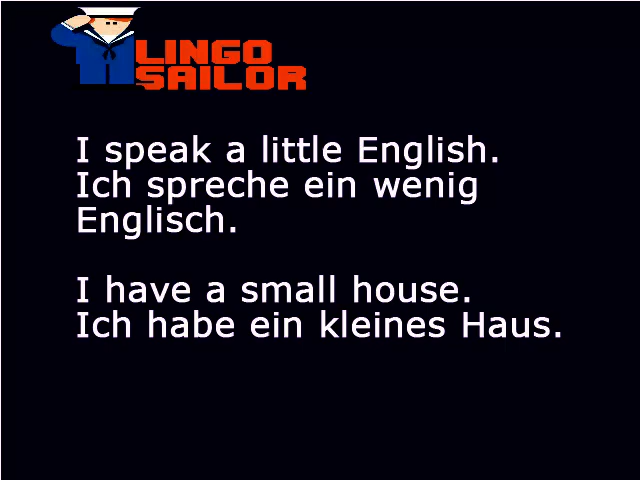 LINGO
SAILOR
I speak a little English.
Ich spreche ein wenig
Englisch.
I have a small house.
Ich habe ein kleines Haus.